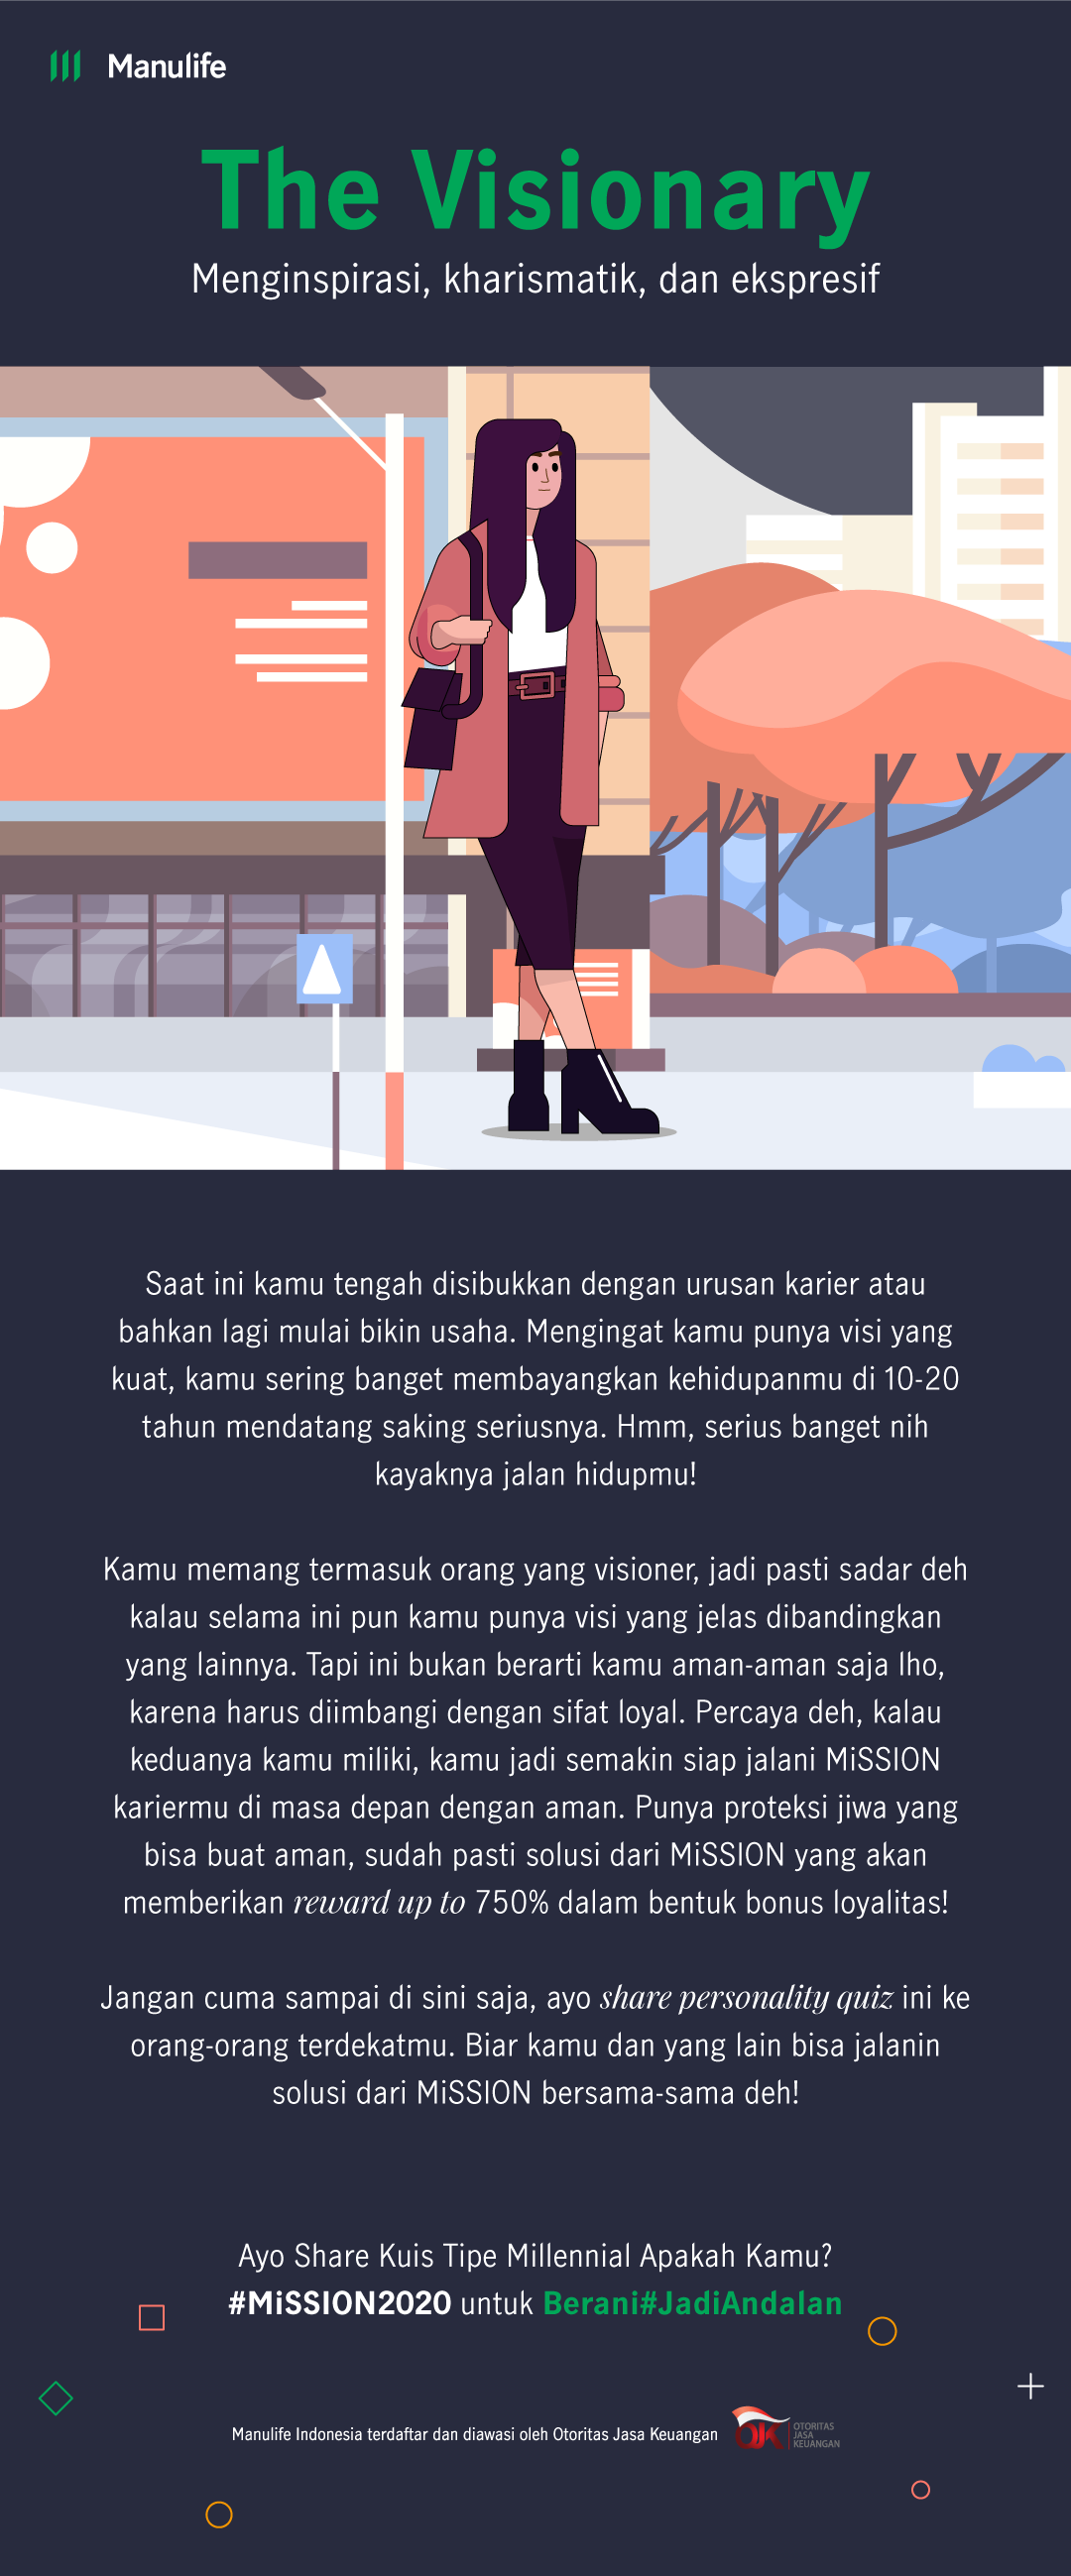 Manulife
The Visionary
Menginspirasi, kharismatik, dan ekspresif
Saat ini kamu tengah disibukkan dengan urusan karier atau
bahkan lagi mulai bikin usaha. Mengingat kamu punya visi yang
kuat, kamu sering banget membayangkan kehidupanmu di 10-20
tahun mendatang saking seriusnya. Hmm, serius banget nih
kayaknya jalan hidupmu!
Kamu memang termasuk orang yang visioner, jadi pasti sadar deh
kalau selama ini pun kamu punya visi yang jelas dibandingkan
yang lainnya. Tapi ini bukan berarti kamu aman-aman saja lho,
karena harus diimbangi dengan sifat loyal. Percaya deh, kalau
keduanya kamu miliki, kamu jadi semakin siap jalani MiSSION
kariermu di masa depan dengan aman. Punya proteksi jiwa yang
bisa buat aman, sudah pasti solusi dari MiSSION yang akan
memberikan reward up to 750% dalam bentuk bonus loyalitas!
Jangan cuma sampai di sini saja, ayo share personality quiz ini ke
orang-orang terdekatmu. Biar kamu dan yang lain bisa jalanin
solusi dari MiSSION bersama-sama deh!
Ayo Share Kuis Tipe Millennial Apakah Kamu?
#MiSSION2020 untuk Berani#JadiAndalan
Manulife Indonesia terdaftar dan diawasi oleh Otoritas Jasa Keuangan
OJK
OTORITAS
JASA
KEUANGAN